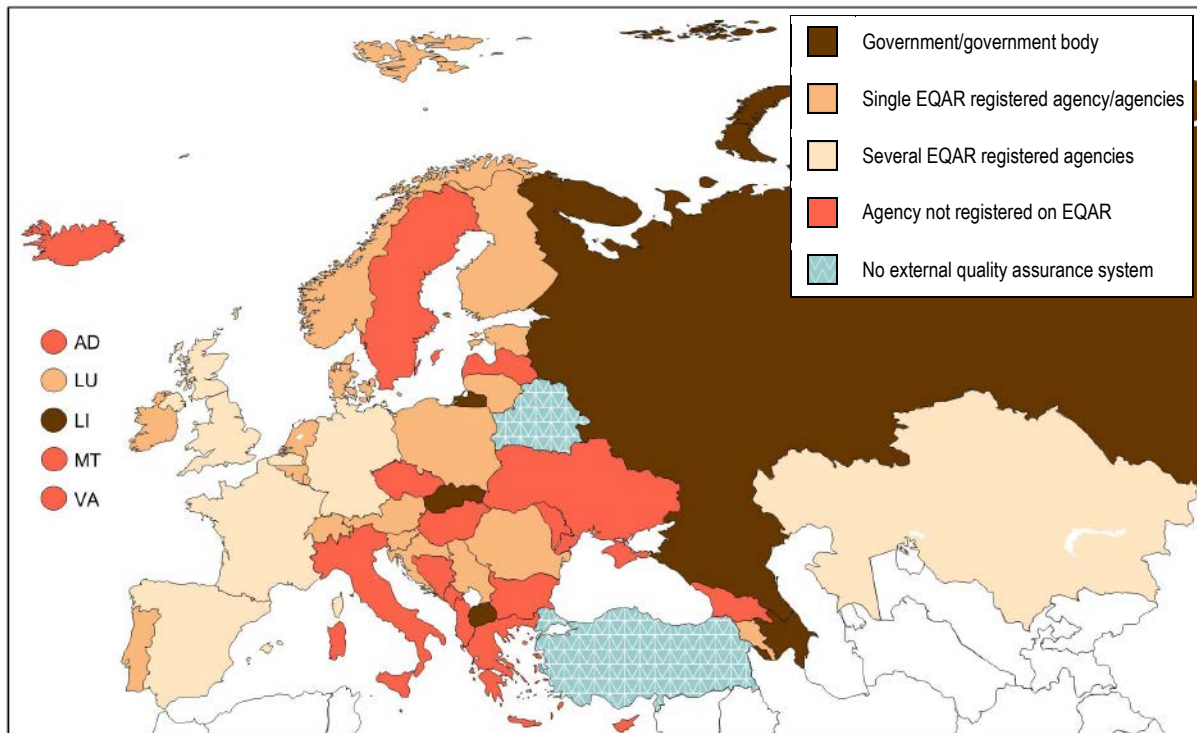 Government/government body
Single EQAR registered agency/agencies
Several EQAR registered agencies
Agency not registered on EQAR
No external quality assurance system
AD
LU
LI
MT
VA